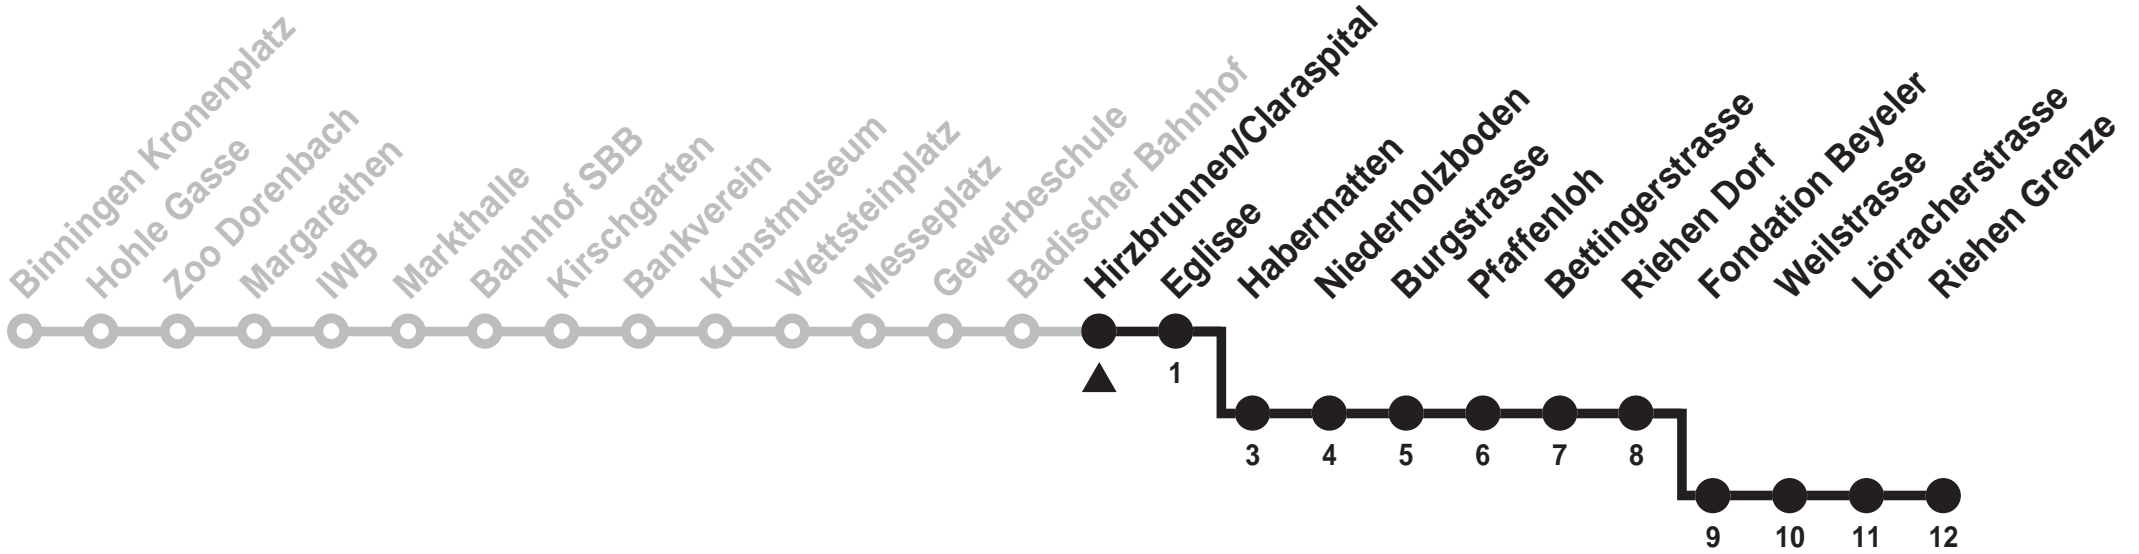 Binningen Kronenplatz
Hohle Gasse
Zoo Dorenbach
Margarethen
IWB
Markthalle
Bahnhof SBB
Kirschgarten
Bankverein
Kunstmuseum
Wettsteinplatz
Messeplatz
Gewerbeschule
Badischer Bahnhof
Hirzbrunnen/Claraspital
Eglisee
Habermatten
Niederholzboden
Burgstrasse
Pfaffenloh
Bettingerstrasse
Riehen Dorf
Fondation Beyeler
Weilstrasse
Lörracherstrasse
Riehen Grenze
1
3 4 5 6 7 8
9 10 11 12